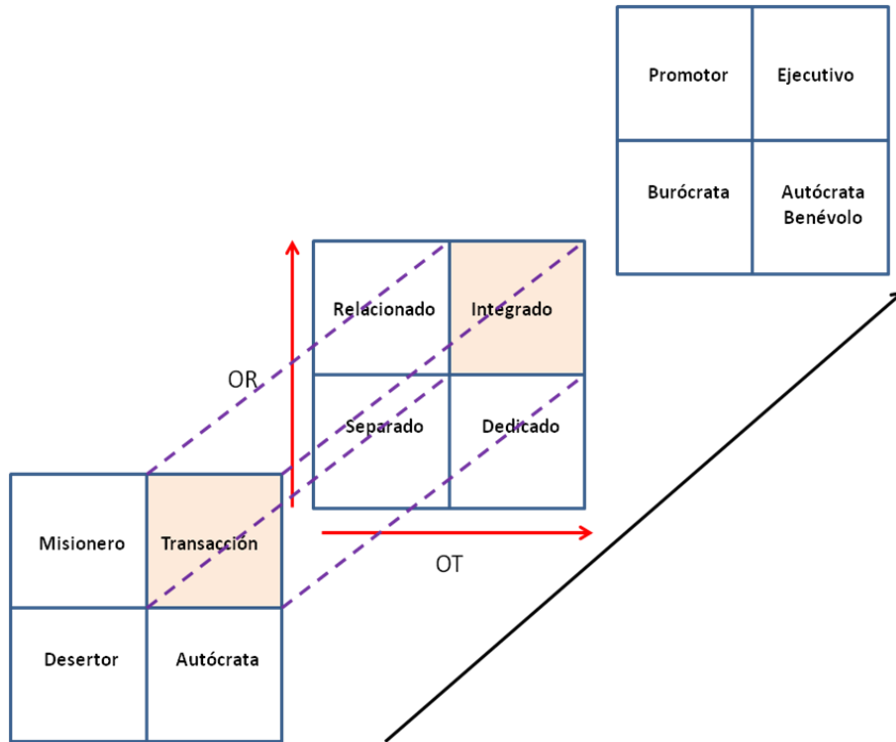 Promotor
Ejecutivo
Burócrata
Autócrata
Benévolo
Relacionado
Integrado
OR
Separado
Dedicado
OT
Misionero
Transacción
Desertor
Autócrata